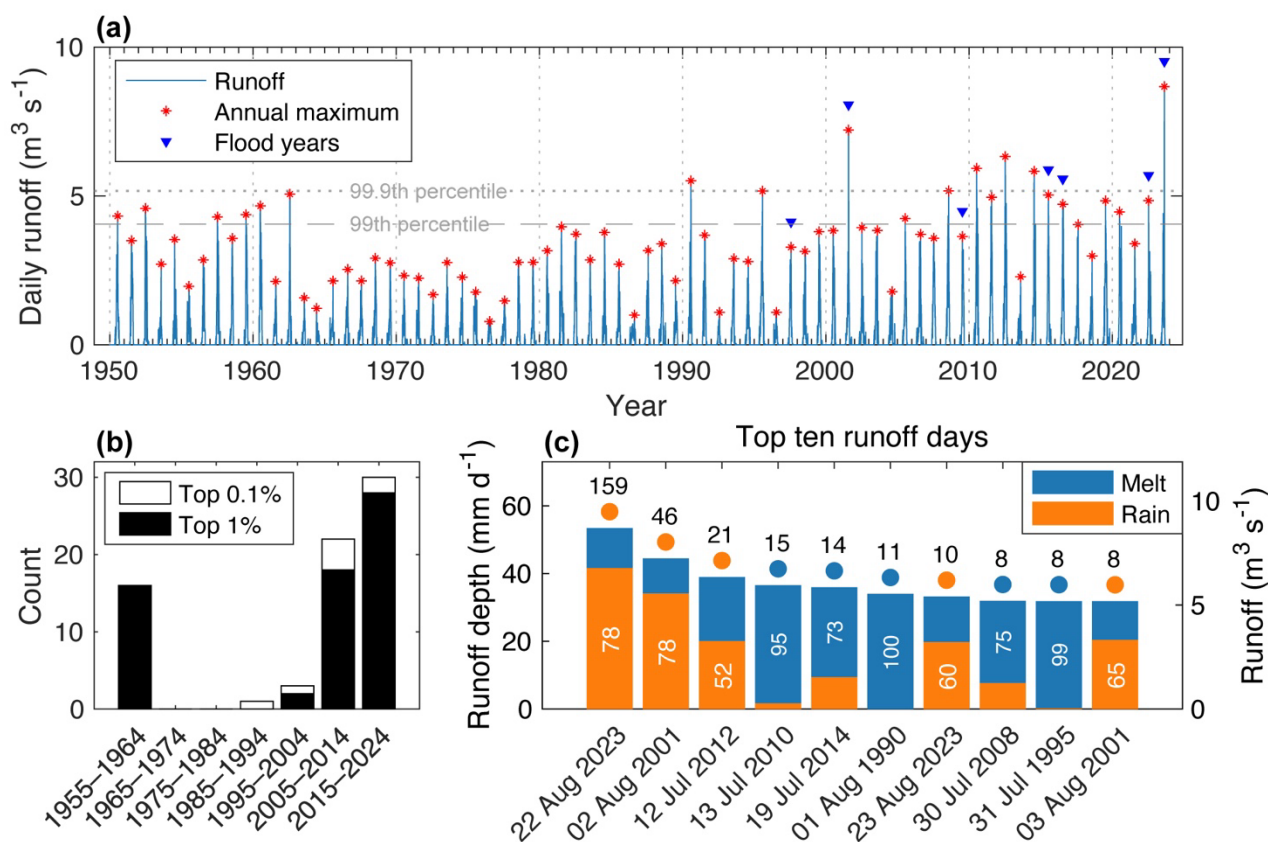 (a)
10
5
0
Daily runoff (m³ s⁻¹)
Runoff
Annual maximum
Flood years
99.9th percentile
99th percentile
1950 1960 1970 1980 1990 2000 2010 2020
Year
(b)
30
20
10
0
Count
Top 0.1%
Top 1%
1955–1964
1965–1974
1975–1984
1985–1994
1995–2004
2005–2014
2015–2024
(c)
Top ten runoff days
Runoff depth (mm d⁻¹)
60
40
20
0
Melt
Rain
159 46 21 15 14 11 10 8 8 8
78 78 52 95 73 100 60 75 99 65
10
5
0
Runoff (m³ s⁻¹)
22 Aug 2023
02 Aug 2001
12 Jul 2012
13 Jul 2010
19 Jul 2014
01 Aug 1990
23 Aug 2023
30 Jul 2008
31 Jul 1995
03 Aug 2001